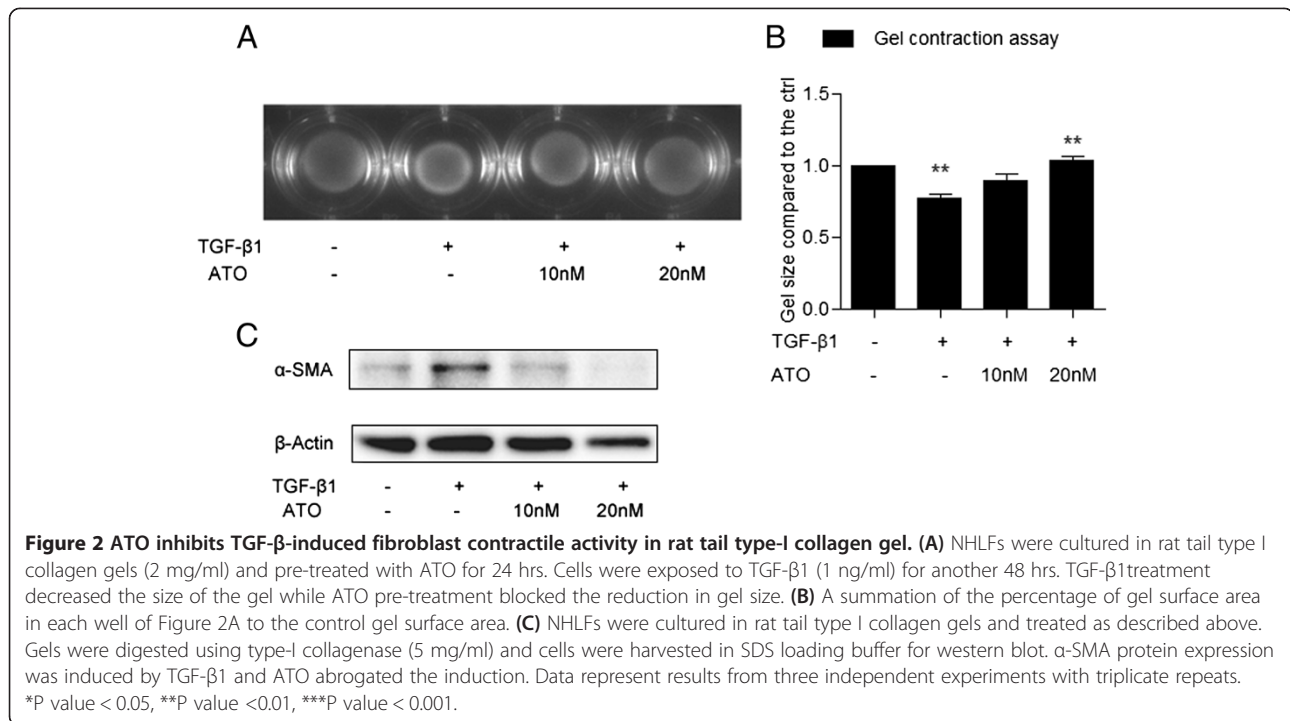 A
TGF-β1 - + + +
ATO - - 10nM 20nM
B
Gel contraction assay
Gel size compared to the ctrl
1.5
1.0
0.5
0.0
** **
TGF-β1 - + + +
ATO - - 10nM 20nM
C
α-SMA
β-Actin
TGF-β1 - + + +
ATO - - 10nM 20nM
Figure 2 ATO inhibits TGF-β-induced fibroblast contractile activity in rat tail type-I collagen gel. (A) NHLFs were cultured in rat tail type I
collagen gels (2 mg/ml) and pre-treated with ATO for 24 hrs. Cells were exposed to TGF-β1 (1 ng/ml) for another 48 hrs. TGF-β1treatment
decreased the size of the gel while ATO pre-treatment blocked the reduction in gel size. (B) A summation of the percentage of gel surface area
in each well of Figure 2A to the control gel surface area. (C) NHLFs were cultured in rat tail type I collagen gels and treated as described above.
Gels were digested using type-I collagenase (5 mg/ml) and cells were harvested in SDS loading buffer for western blot. α-SMA protein expression
was induced by TGF-β1 and ATO abrogated the induction. Data represent results from three independent experiments with triplicate repeats.
*P value < 0.05, **P value <0.01, ***P value < 0.001.